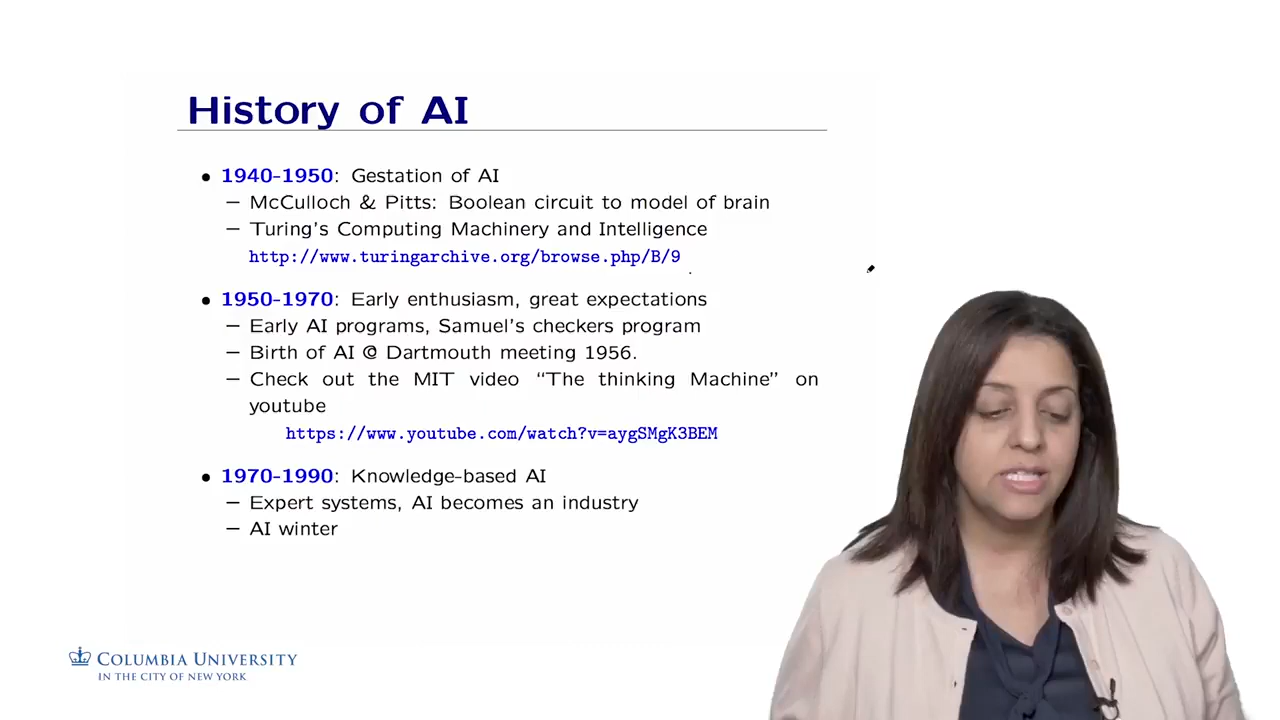 History of AI
• 1940-1950: Gestation of AI
– McCulloch & Pitts: Boolean circuit to model of brain
– Turing's Computing Machinery and Intelligence
http://www.turingarchive.org/browse.php/B/9
• 1950-1970: Early enthusiasm, great expectations
– Early AI programs, Samuel's checkers program
– Birth of AI @ Dartmouth meeting 1956.
– Check out the MIT video “The thinking Machine” on
youtube
https://www.youtube.com/watch?v=aygSMgK3BEM
• 1970-1990: Knowledge-based AI
– Expert systems, AI becomes an industry
– AI winter
COLUMBIA UNIVERSITY
IN THE CITY OF NEW YORK